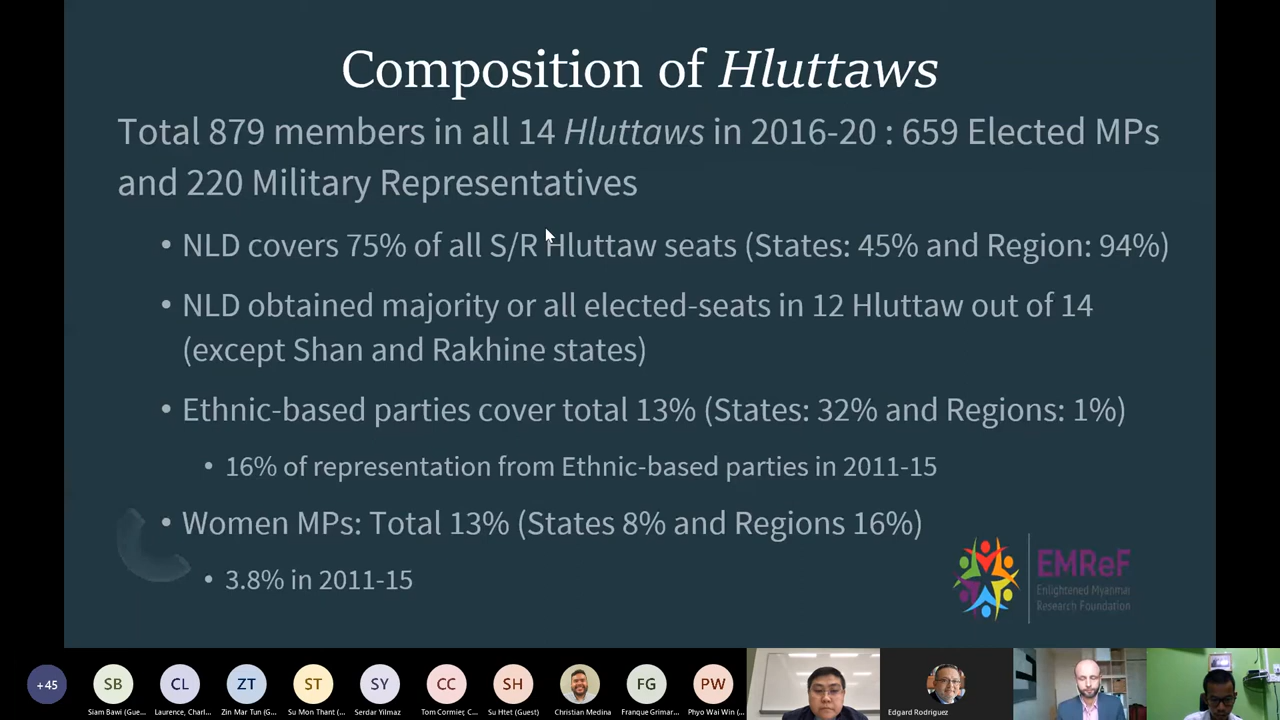 Composition of Hluttaws
Total 879 members in all 14 Hluttaws in 2016-20 : 659 Elected MPs
and 220 Military Representatives
• NLD covers 75% of all S/R Hluttaw seats (States: 45% and Region: 94%)
• NLD obtained majority or all elected-seats in 12 Hluttaw out of 14
(except Shan and Rakhine states)
• Ethnic-based parties cover total 13% (States: 32% and Regions: 1%)
• 16% of representation from Ethnic-based parties in 2011-15
• Women MPs: Total 13% (States 8% and Regions 16%)
• 3.8% in 2011-15
EMReF
Enlightened Myanmar
Research Foundation
+45 SB CL ZT ST SY CC SH FG PW
Siam Bawi (Gue... Laurence, Charl... Zin Mar Tun (G... Su Mon Thant (... Serdar Yilmaz Tom Cormier, C... Su Htet (Guest) Christian Medina Franque Grimar... Phyo Wai Win (... Edgard Rodriguez